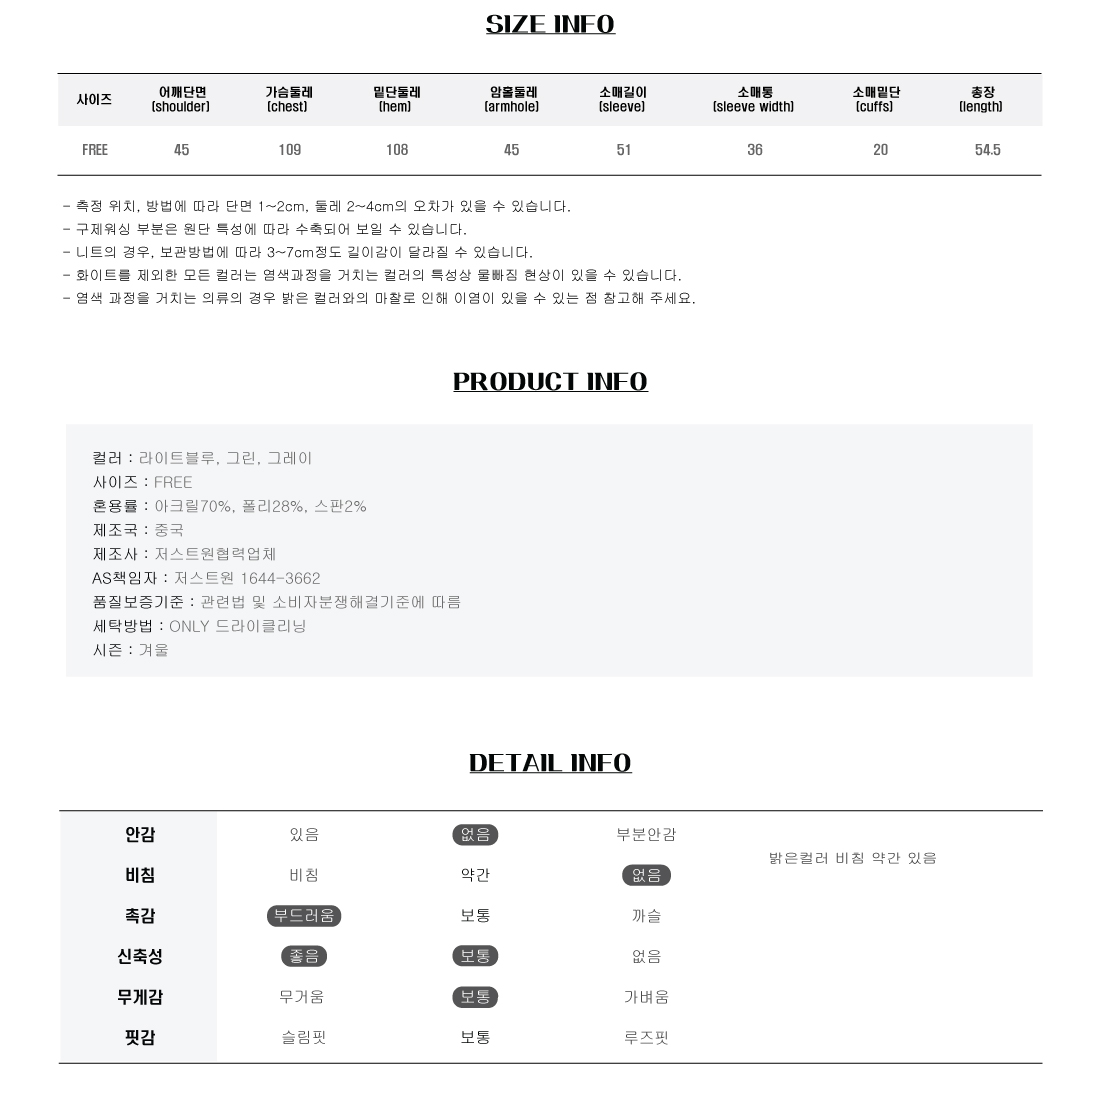 SIZE INFO
사이즈 어깨단면 (shoulder) 가슴둘레 (chest) 밑단둘레 (hem) 암홀둘레 (armhole) 소매길이 (sleeve) 소매통 (sleeve width) 소매밑단 (cuffs) 총장 (length)
FREE 45 109 108 45 51 36 20 54.5
- 측정 위치, 방법에 따라 단면 1~2cm, 둘레 2~4cm의 오차가 있을 수 있습니다.
- 구제워싱 부분은 원단 특성에 따라 수축되어 보일 수 있습니다.
- 니트의 경우, 보관방법에 따라 3~7cm정도 길이감이 달라질 수 있습니다.
- 화이트를 제외한 모든 컬러는 염색과정을 거치는 컬러의 특성상 물빠짐 현상이 있을 수 있습니다.
- 염색 과정을 거치는 의류의 경우 밝은 컬러와의 마찰로 인해 이염이 있을 수 있는 점 참고해 주세요.
PRODUCT INFO
컬러 : 라이트블루, 그린, 그레이
사이즈 : FREE
혼용률 : 아크릴70%, 폴리28%, 스판2%
제조국 : 중국
제조사 : 저스트원협력업체
AS책임자 : 저스트원 1644-3662
품질보증기준 : 관련법 및 소비자분쟁해결기준에 따름
세탁방법 : ONLY 드라이클리닝
시즌 : 겨울
DETAIL INFO
안감 있음 없음 부분안감
밝은컬러 비침 약간 있음
비침 비침 약간 없음
촉감 부드러움 보통 까슬
신축성 좋음 보통 없음
무게감 무거움 보통 가벼움
핏감 슬림핏 보통 루즈핏